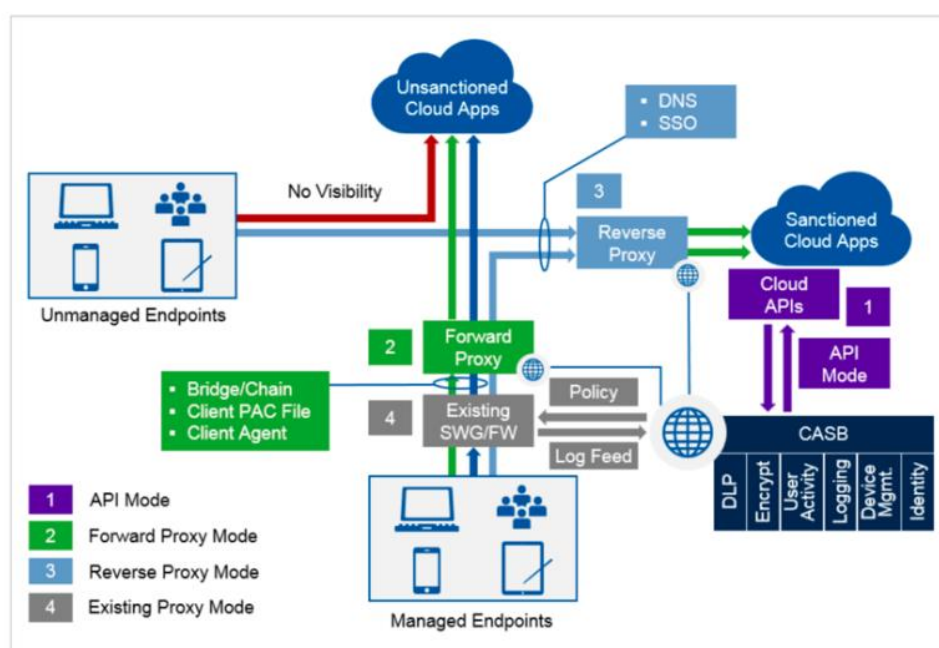 Unsanctioned
Cloud Apps
▪ DNS
▪ SSO
No Visibility
3
Reverse
Proxy
Sanctioned
Cloud Apps
Unmanaged Endpoints
Cloud
APIs
1
API
Mode
2
Forward
Proxy
▪ Bridge/Chain
▪ Client PAC File
▪ Client Agent
4
Existing
SWG/FW
Policy
Log Feed
CASB
DLP
Encrypt
User
Activity
Logging
Device
Mgmt.
Identity
1 API Mode
2 Forward Proxy Mode
3 Reverse Proxy Mode
4 Existing Proxy Mode
Managed Endpoints